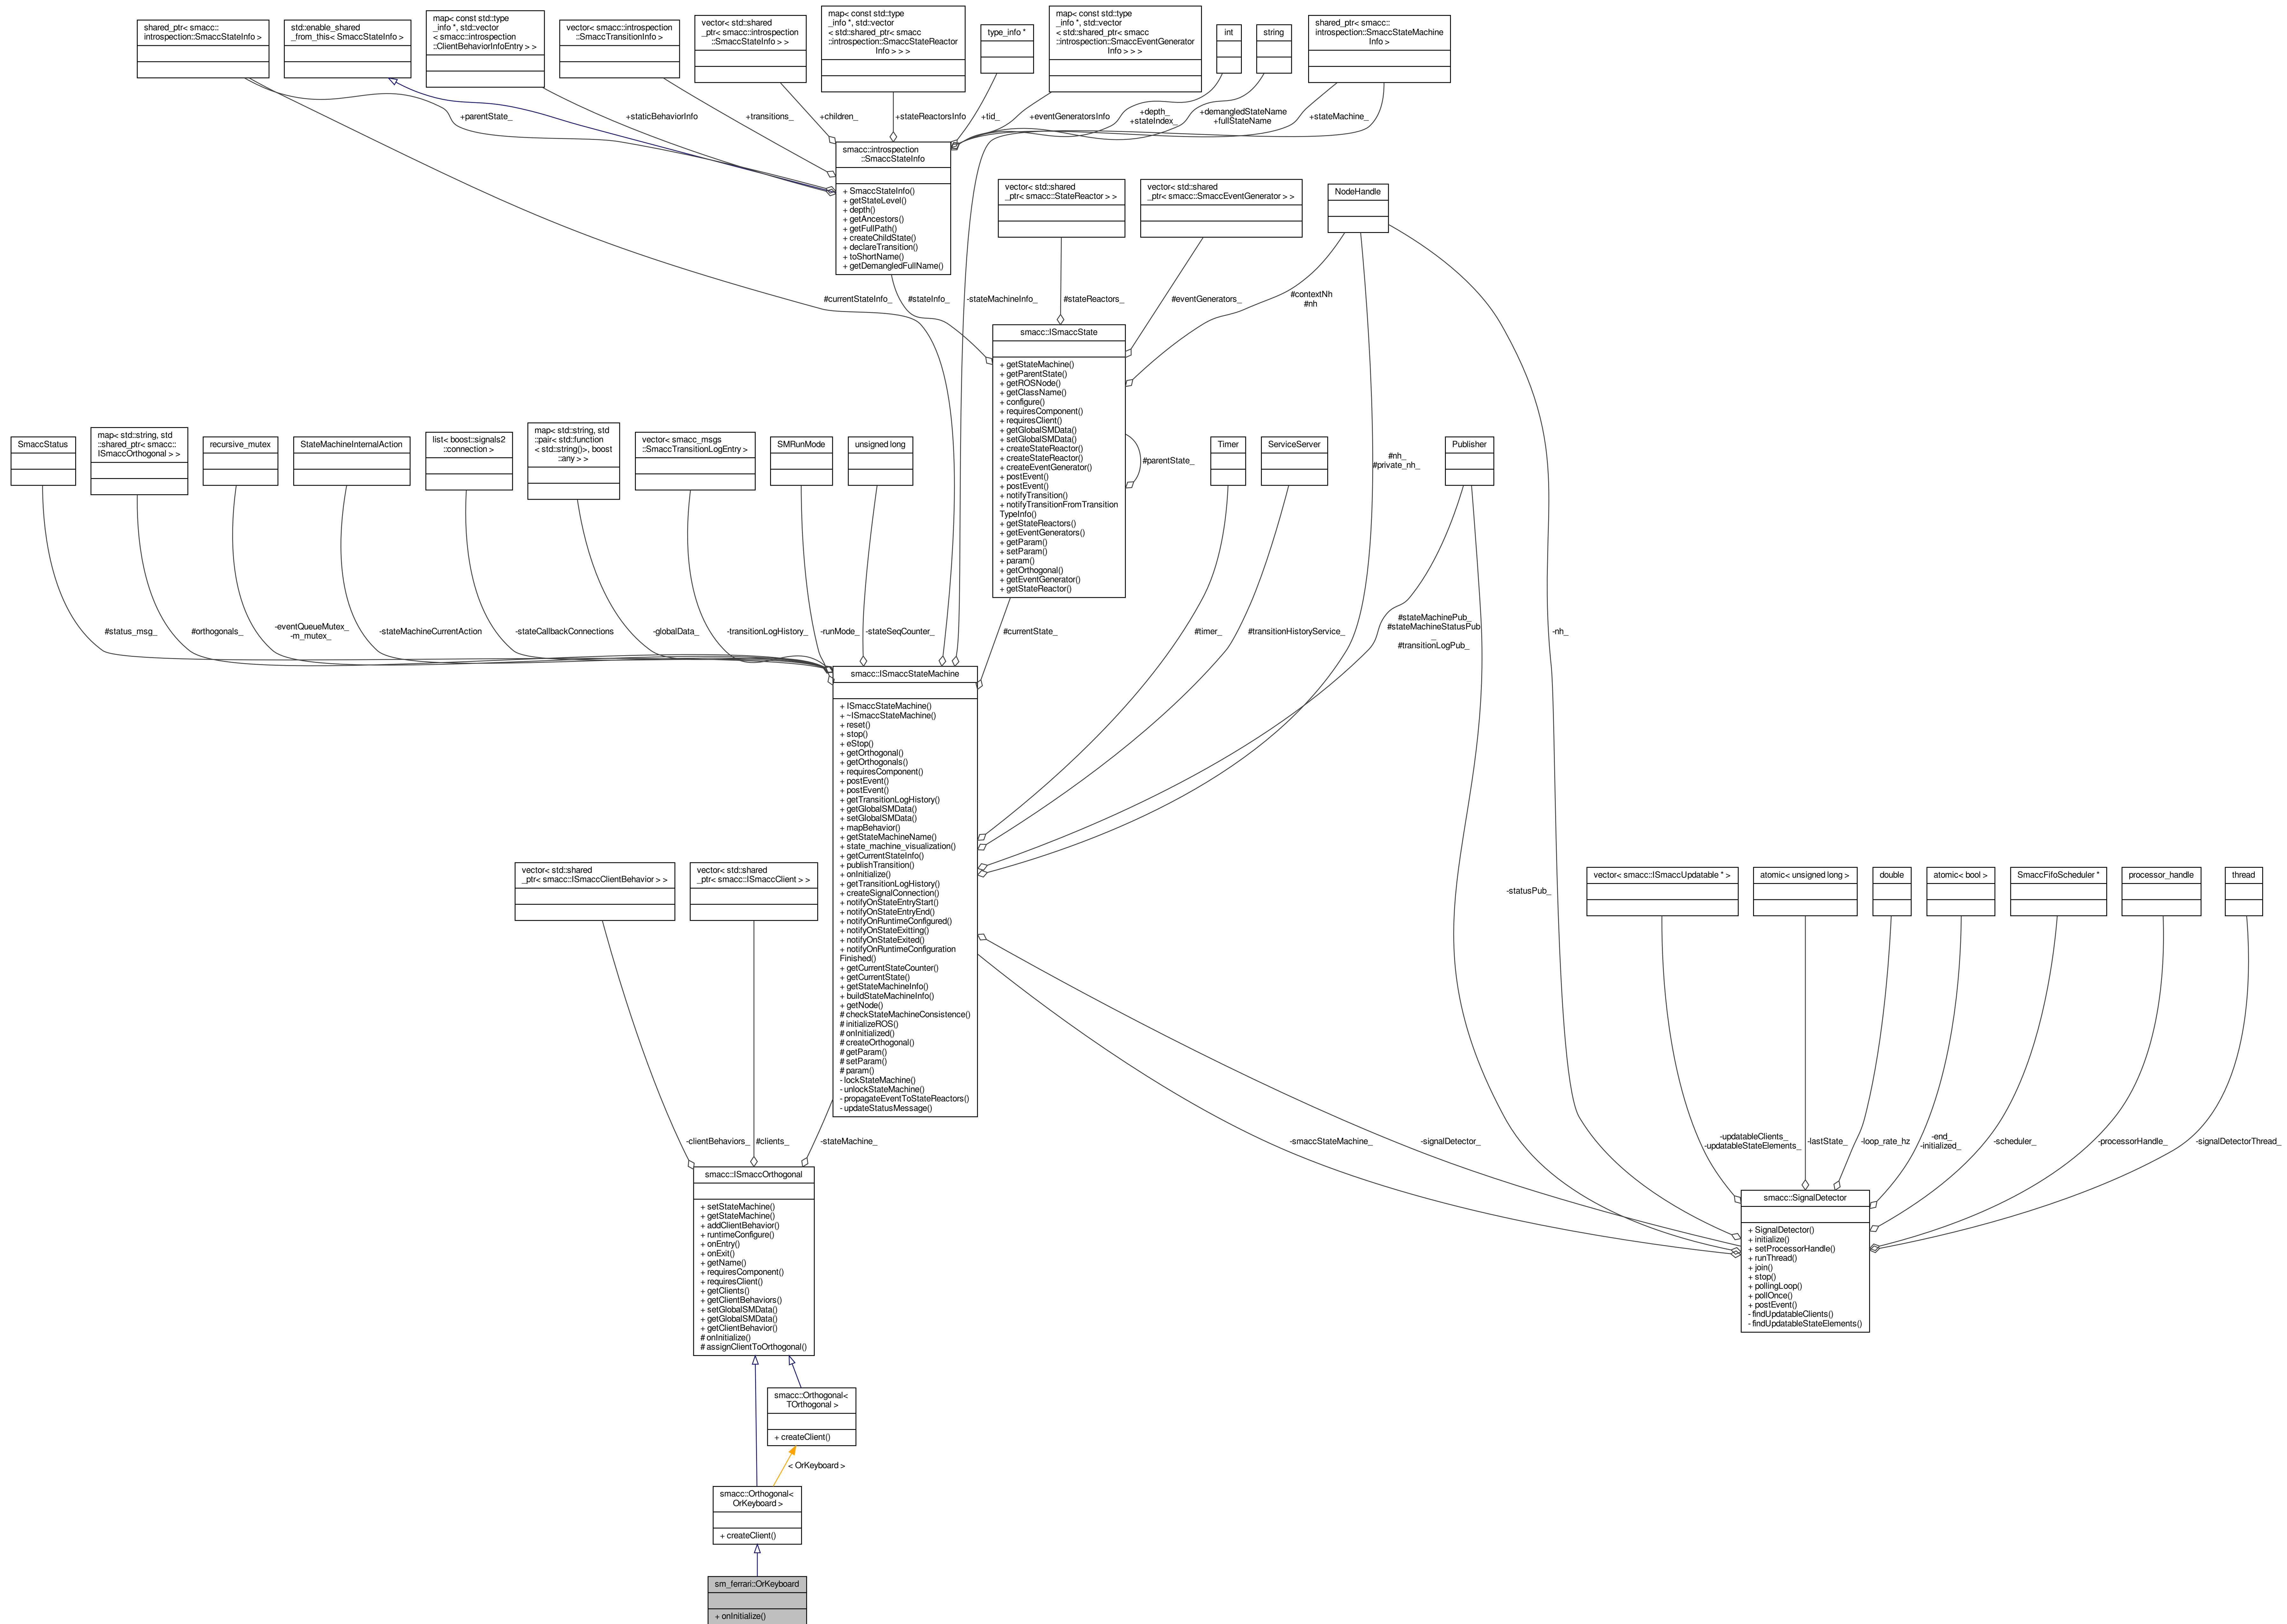 shared_ptr< smacc::
introspection::SmaccStateInfo >
std::enable_shared
_from_this< SmaccStateInfo >
map< const std::type
_info *, std::vector
< smacc::introspection
::ClientBehaviorInfoEntry > >
vector< smacc::introspection
::SmaccTransitionInfo >
vector< std::shared
_ptr< smacc::introspection
::SmaccStateInfo > >
map< const std::type
_info *, std::vector
< std::shared_ptr< smacc
::introspection::SmaccStateReactor
Info > > >
type_info *
map< const std::type
_info *, std::vector
< std::shared_ptr< smacc
::introspection::SmaccEventGenerator
Info > > >
int
string
shared_ptr< smacc::
introspection::SmaccStateMachine
Info >
+parentState_
+staticBehaviorInfo
+transitions_
+children_
+stateReactorsInfo
+tid_
+eventGeneratorsInfo
+depth_
+stateIndex_
+demangledStateName
+fullStateName
+stateMachine_
smacc::introspection
::SmaccStateInfo
+ SmaccStateInfo()
+ getStateLevel()
+ depth()
+ getAncestors()
+ getFullPath()
+ createChildState()
+ declareTransition()
+ toShortName()
+ getDemangledFullName()
vector< std::shared
_ptr< smacc::StateReactor > >
vector< std::shared
_ptr< smacc::SmaccEventGenerator > >
NodeHandle
#currentStateInfo_
#stateInfo_
-stateMachineInfo_
#stateReactors_
#eventGenerators_
#contextNh
#nh
smacc::ISmaccState
+ getStateMachine()
+ getParentState()
+ getROSNode()
+ getClassName()
+ configure()
+ requiresComponent()
+ requiresClient()
+ getGlobalSMData()
+ setGlobalSMData()
+ createStateReactor()
+ createStateReactor()
+ createEventGenerator()
+ postEvent()
+ postEvent()
+ notifyTransition()
+ notifyTransitionFromTransition
TypeInfo()
+ getStateReactors()
+ getEventGenerators()
+ getParam()
+ setParam()
+ param()
+ getOrthogonal()
+ getEventGenerator()
+ getStateReactor()
#parentState_
SmaccStatus
map< std::string, std
::shared_ptr< smacc::
ISmaccOrthogonal > >
recursive_mutex
StateMachineInternalAction
list< boost::signals2
::connection >
map< std::string, std
::pair< std::function
< std::string()>, boost
::any > >
vector< smacc_msgs
::SmaccTransitionLogEntry >
SMRunMode
unsigned long
Timer
ServiceServer
Publisher
#nh_
#private_nh_
#status_msg_
#orthogonals_
-eventQueueMutex_
-m_mutex_
-stateMachineCurrentAction
-stateCallbackConnections
-globalData_
-transitionLogHistory_
-runMode_
-stateSeqCounter_
#currentState_
#timer_
#transitionHistoryService_
#stateMachinePub_
#stateMachineStatusPub
_
#transitionLogPub_
-nh_
smacc::ISmaccStateMachine
+ ISmaccStateMachine()
+ ~ISmaccStateMachine()
+ reset()
+ stop()
+ eStop()
+ getOrthogonal()
+ getOrthogonals()
+ requiresComponent()
+ postEvent()
+ postEvent()
+ getTransitionLogHistory()
+ getGlobalSMData()
+ setGlobalSMData()
+ mapBehavior()
+ getStateMachineName()
+ state_machine_visualization()
+ getCurrentStateInfo()
+ publishTransition()
+ onInitialize()
+ getTransitionLogHistory()
+ createSignalConnection()
+ notifyOnStateEntryStart()
+ notifyOnStateEntryEnd()
+ notifyOnRuntimeConfigured()
+ notifyOnStateExitting()
+ notifyOnStateExited()
+ notifyOnRuntimeConfiguration
Finished()
+ getCurrentStateCounter()
+ getCurrentState()
+ getStateMachineInfo()
+ buildStateMachineInfo()
+ getNode()
# checkStateMachineConsistence()
# initializeROS()
# onInitialized()
# createOrthogonal()
# getParam()
# setParam()
# param()
- lockStateMachine()
- unlockStateMachine()
- propagateEventToStateReactors()
- updateStatusMessage()
vector< std::shared
_ptr< smacc::ISmaccClientBehavior > >
vector< std::shared
_ptr< smacc::ISmaccClient > >
-statusPub_
vector< smacc::ISmaccUpdatable * >
atomic< unsigned long >
double
atomic< bool >
SmaccFifoScheduler *
processor_handle
thread
-clientBehaviors_
#clients_
-stateMachine_
-smaccStateMachine_
-signalDetector_
-updatableClients_
-updatableStateElements_
-lastState_
-loop_rate_hz
-end_
-initialized_
-scheduler_
-processorHandle_
-signalDetectorThread_
smacc::ISmaccOrthogonal
+ setStateMachine()
+ getStateMachine()
+ addClientBehavior()
+ runtimeConfigure()
+ onEntry()
+ onExit()
+ getName()
+ requiresComponent()
+ requiresClient()
+ getClients()
+ getClientBehaviors()
+ setGlobalSMData()
+ getGlobalSMData()
+ getClientBehavior()
# onInitialize()
# assignClientToOrthogonal()
smacc::SignalDetector
+ SignalDetector()
+ initialize()
+ setProcessorHandle()
+ runThread()
+ join()
+ stop()
+ pollingLoop()
+ pollOnce()
+ postEvent()
- findUpdatableClients()
- findUpdatableStateElements()
smacc::Orthogonal<
TOrthogonal >
+ createClient()
< OrKeyboard >
smacc::Orthogonal<
OrKeyboard >
+ createClient()
sm_ferrari::OrKeyboard
+ onInitialize()